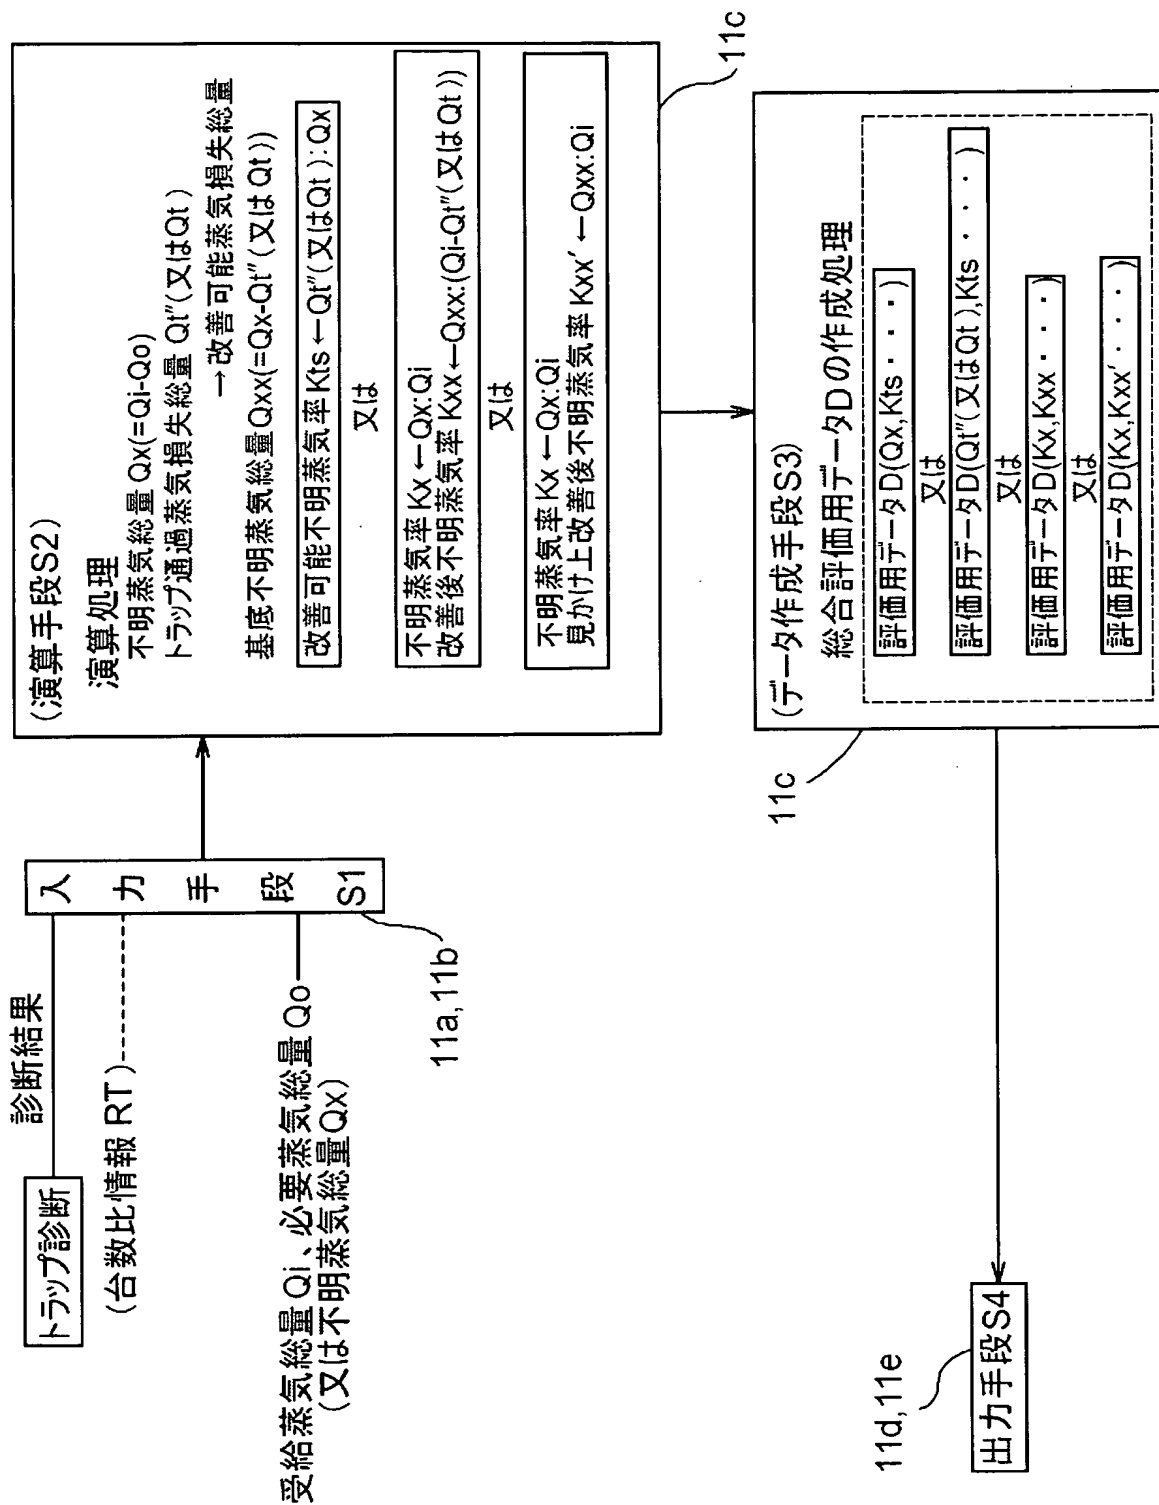 診断結果
トラップ診断
(台数比情報 RT)
受給蒸気総量 Qi、必要蒸気総量 Qo
(又は不明蒸気総量Qx)
入力手段S1
11a,11b
(演算手段S2)
演算処理
不明蒸気総量 Qx(=Qi-Qo)
トラップ通過蒸気損失総量 Qt"(又はQt)
→改善可能蒸気損失総量
基底不明蒸気総量Qxx(=Qx-Qt"(又はQt))
改善可能不明蒸気率Kts←Qt"(又はQt):Qx
又は
不明蒸気率 Kx←Qx:Qi
改善後不明蒸気率 Kxx←Qxx:(Qi-Qt"(又はQt))
又は
不明蒸気率 Kx←Qx:Qi
見かけ上改善後不明蒸気率 Kxx'←Qxx:Qi
11c
(データ作成手段S3)
総合評価用データDの作成処理
評価用データD(Qx,Kts・・・)
又は
評価用データD(Qt"(又はQt),Kts・・・・)
又は
評価用データD(Kx,Kxx・・・)
又は
評価用データD(Kx,Kxx'・・・)
11c
11d,11e
出力手段S4